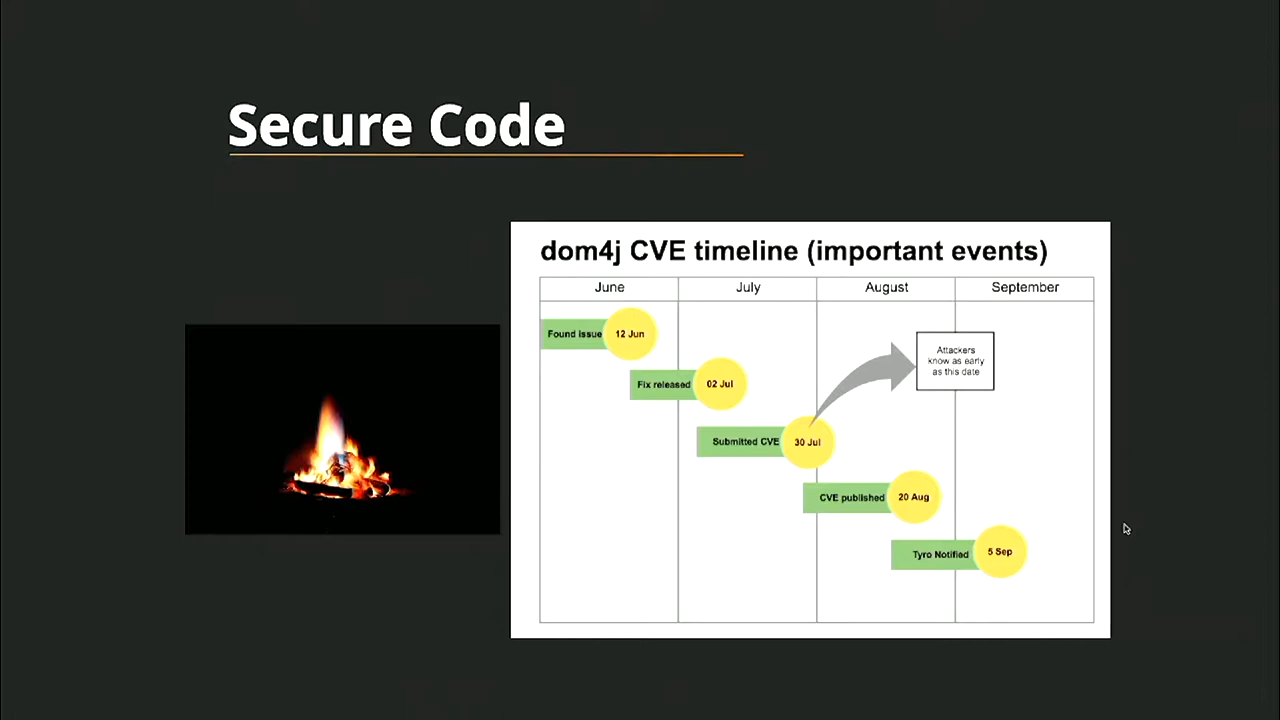 Secure Code
dom4j CVE timeline (important events)
June July August September
Found issue 12 Jun
Fix released 02 Jul
Attackers
know as early
as this date
Submitted CVE 30 Jul
CVE published 20 Aug
Tyro Notified 5 Sep